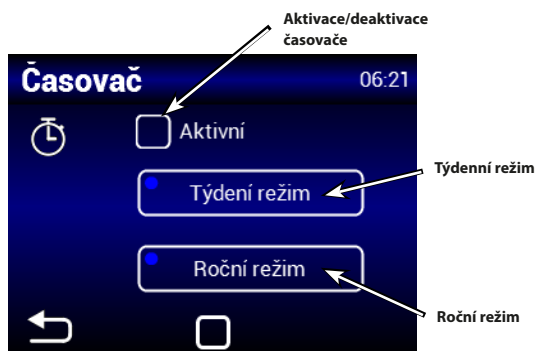 Aktivace/deaktivace
časovače
Časovač 06:21
Aktivní
Týdenní režim
Týdení režim
Roční režim
Roční režim